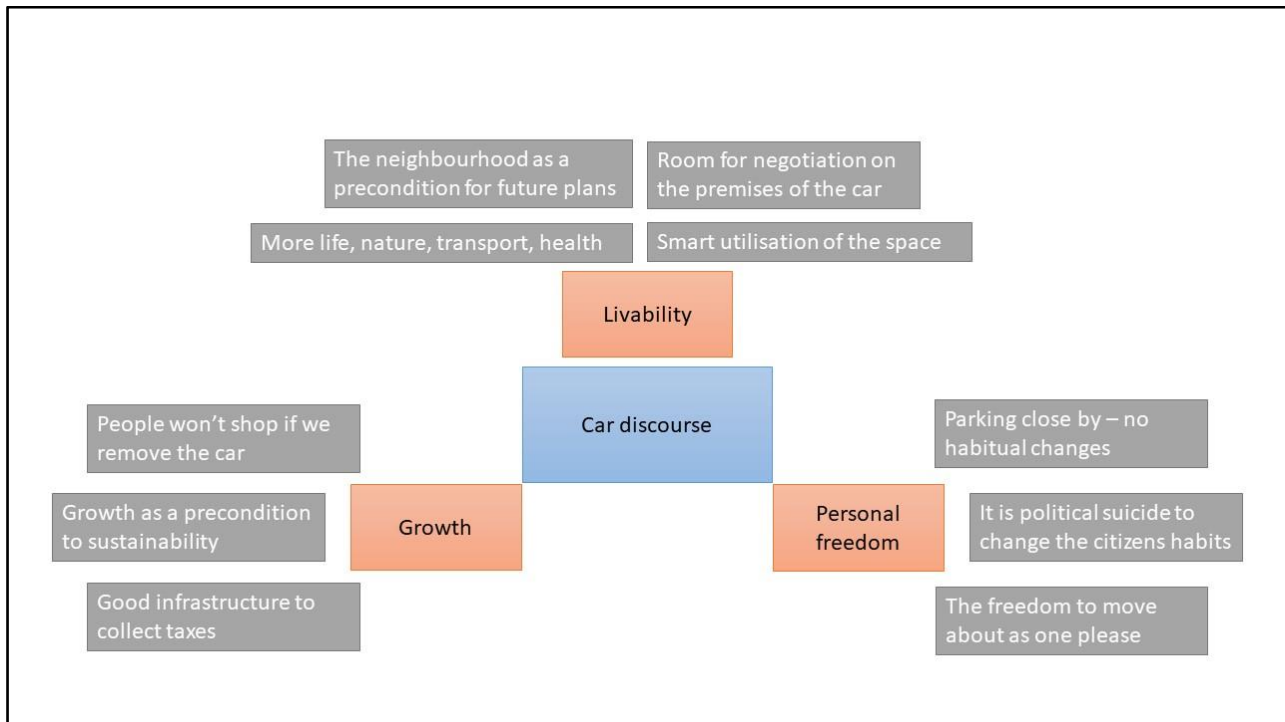 The neighbourhood as a
precondition for future plans
Room for negotiation on
the premises of the car
More life, nature, transport, health
Smart utilisation of the space
Livability
Car discourse
People won’t shop if we
remove the car
Growth as a precondition
to sustainability
Good infrastructure to
collect taxes
Growth
Personal
freedom
Parking close by – no
habitual changes
It is political suicide to
change the citizens habits
The freedom to move
about as one please